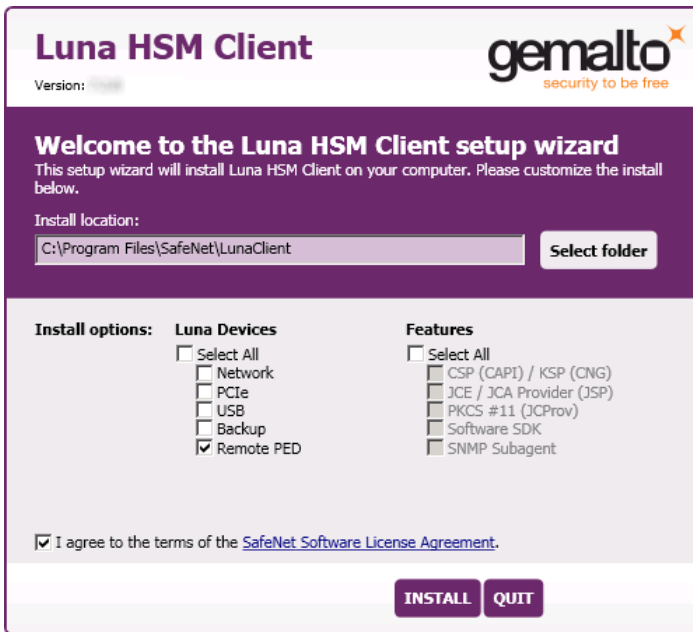 Luna HSM Client
gemalto
security to be free
Version:
Welcome to the Luna HSM Client setup wizard
This setup wizard will install Luna HSM Client on your computer. Please customize the install
below.
Install location:
C:\Program Files\SafeNet\LunaClient
Select folder
Install options:
Luna Devices
Select All
Network
PCIe
USB
Backup
Remote PED
Features
Select All
CSP (CAPI) / KSP (CNG)
JCE / JCA Provider (JSP)
PKCS #11 (JCProv)
Software SDK
SNMP Subagent
I agree to the terms of the SafeNet Software License Agreement.
INSTALL
QUIT